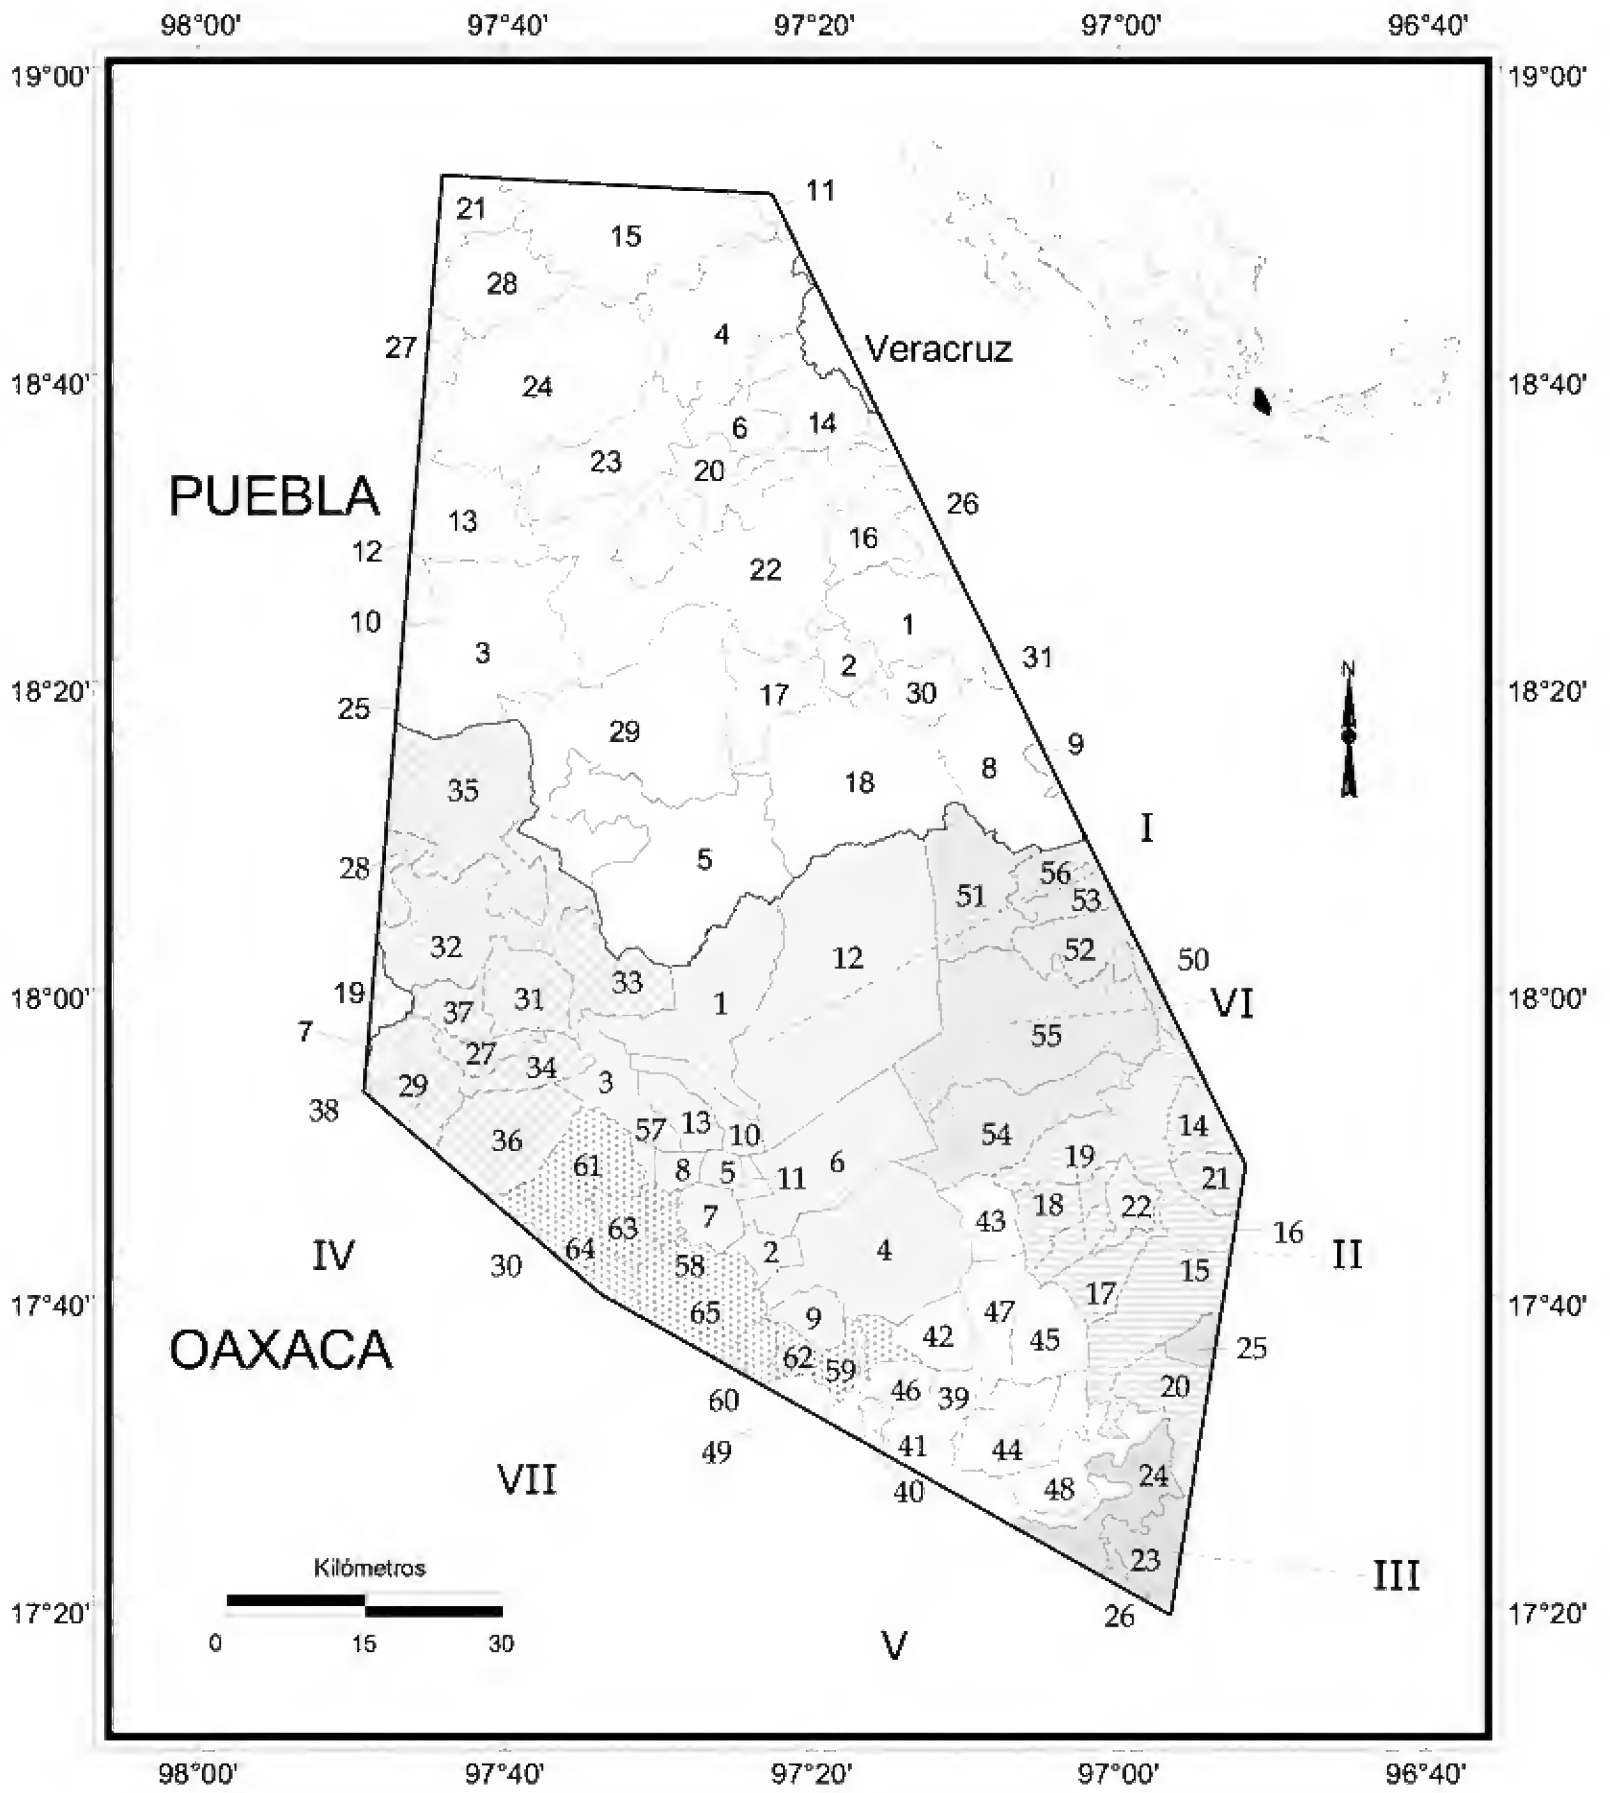 98°00' 97°40' 97°20' 97°00' 96°40'
19°00' 19°00'
11
21
15
28
4
27
Veracruz
18°40' 24 18°40'
6 14
23 20
PUEBLA 26
13
16
12
22
10 1
3 31
2
18°20' 17 30 18°20'
25
29 9
8
18
35
I
5
28 56
51 53
32 52
12 50
33
19 31 1 18°00' 18°00' VI
37
7 55
27
34
29 3
38
13 14
57 10 54
36 19
61 8 5 11 6 21
18 22
7 43
63 16
64 2 4 II
IV 30 58 15
17
65 9 47
17°40' 17°40'
42 45
OAXACA 62 59 25
46 39 20
60
41 44
49
VII 24
40 48
23
Kilómetros III
17°20' 26 17°20'
0 15 30 V
98°00' 97°40' 97°20' 97°00' 96°40'
N